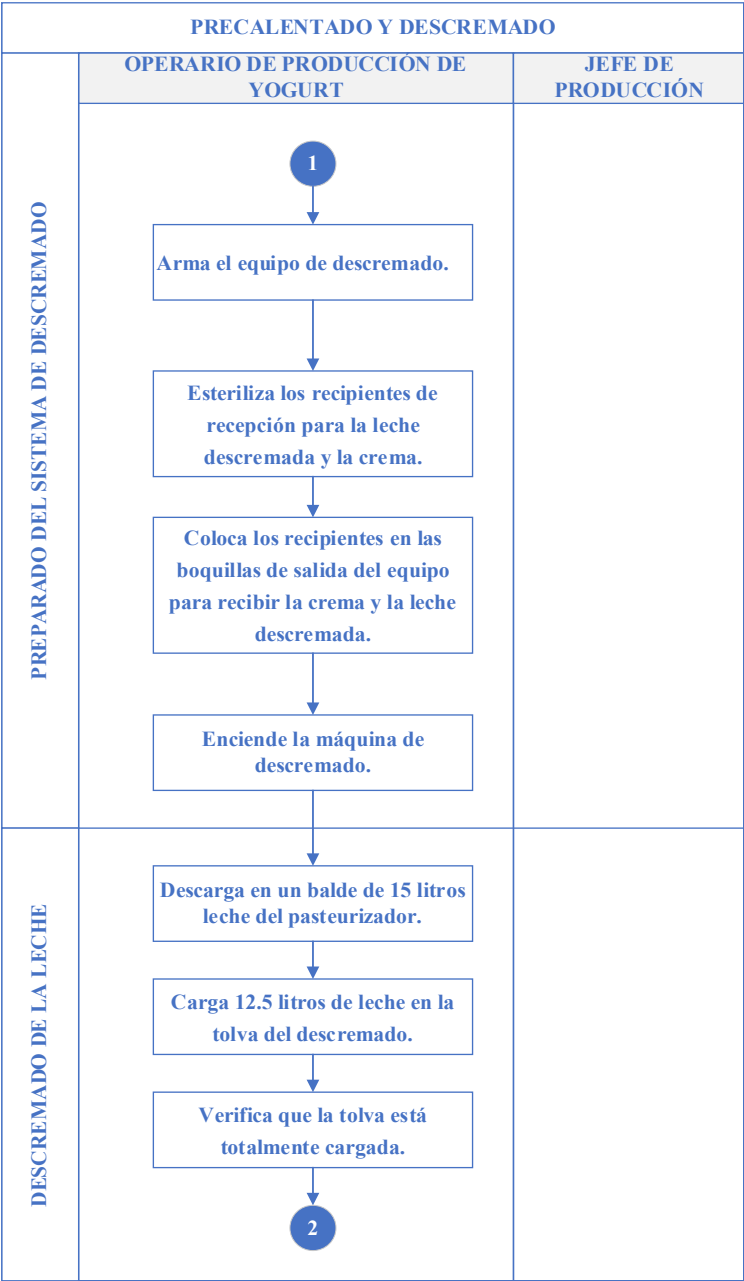 PRECALENTADO Y DESCREMADO
OPERARIO DE PRODUCCIÓN DE
YOGURT
JEFE DE
PRODUCCIÓN
PREPARADO DEL SISTEMA DE DESCREMADO
1
Arma el equipo de descremado.
Esteriliza los recipientes de
recepción para la leche
descremada y la crema.
Coloca los recipientes en las
boquillas de salida del equipo
para recibir la crema y la leche
descremada.
Enciende la máquina de
descremado.
DESCREMADO DE LA LECHE
Descarga en un balde de 15 litros
leche del pasteurizador.
Carga 12.5 litros de leche en la
tolva del descremado.
Verifica que la tolva está
totalmente cargada.
2